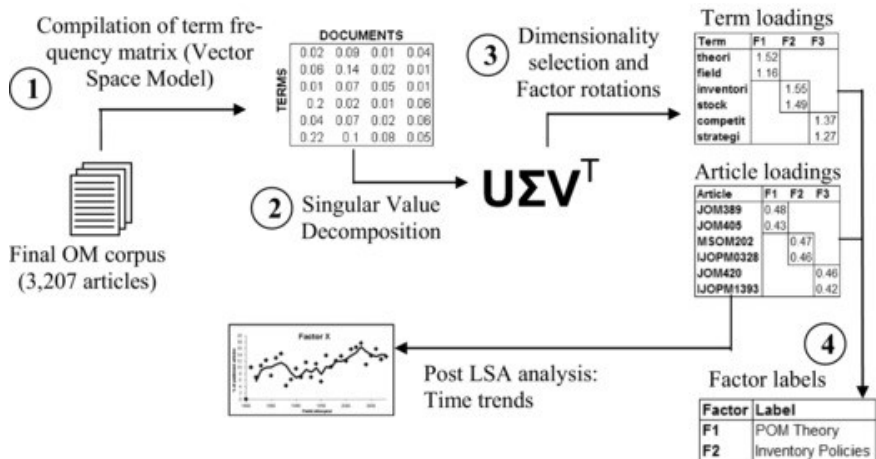 1
Compilation of term fre-
quency matrix (Vector
Space Model)
Final OM corpus
(3,207 articles)
DOCUMENTS
TERMS
0.02 0.09 0.01 0.04
0.06 0.14 0.02 0.01
0.01 0.07 0.05 0.01
0.2 0.02 0.01 0.06
0.04 0.07 0.02 0.06
0.22 0.1 0.08 0.05
2
Singular Value
Decomposition
UΣV^T
3
Dimensionality
selection and
Factor rotations
Term loadings
Term F1 F2 F3
theori 1.52
field 1.16
inventori 1.55
stock 1.49
competit 1.37
strategi 1.27
Article loadings
Article F1 F2 F3
JOM389 0.48
JOM405 0.43
MSOM202 0.47
IJOPM0328 0.46
JOM420 0.46
IJOPM1393 0.42
Factor X
Post LSA analysis:
Time trends
4
Factor labels
Factor Label
F1 POM Theory
F2 Inventory Policies